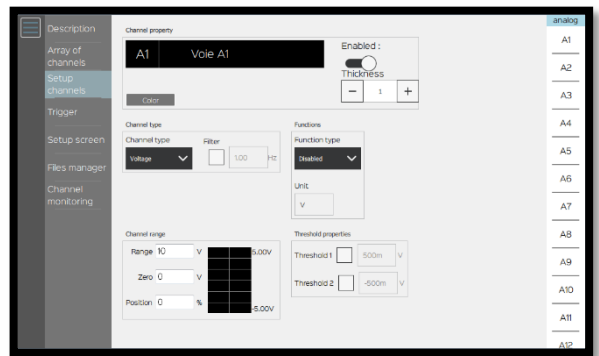 Description
Array of
channels
Setup
channels
Trigger
Setup screen
Files manager
Channel
monitoring
Channel property
A1 Voie A1
Color
Enabled :
Thickness
− 1 +
Channel type
Channel type Filter
Voltage 1.00 Hz
Functions
Function type
Disabled
Unit
V
Channel range
Range 10 V 5.00V
Zero 0 V
Position 0 % -5.00V
Threshold properties
Threshold 1 500m V
Threshold 2 -500m V
analog
A1
A2
A3
A4
A5
A6
A7
A8
A9
A10
A11
A12